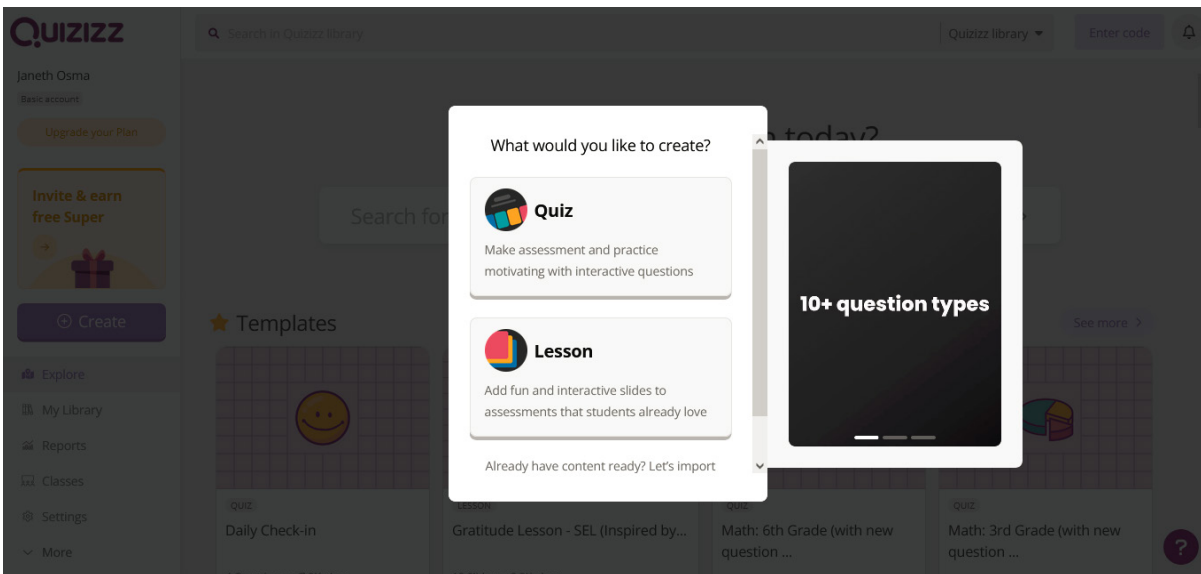 QUIZIZZ
Search in Quizizz library
Quizizz library
Enter code
Janeth Osma
Basic account
Upgrade your Plan
Invite & earn
free Super
Create
Explore
My Library
Reports
Classes
Settings
More
today?
Search for
What would you like to create?
Quiz
Make assessment and practice
motivating with interactive questions
Lesson
Add fun and interactive slides to
assessments that students already love
Already have content ready? Let's import
10+ question types
Templates
See more
QUIZ
Daily Check-in
LESSON
Gratitude Lesson - SEL (Inspired by...
QUIZ
Math: 6th Grade (with new
question ...
QUIZ
Math: 3rd Grade (with new
question ...
?